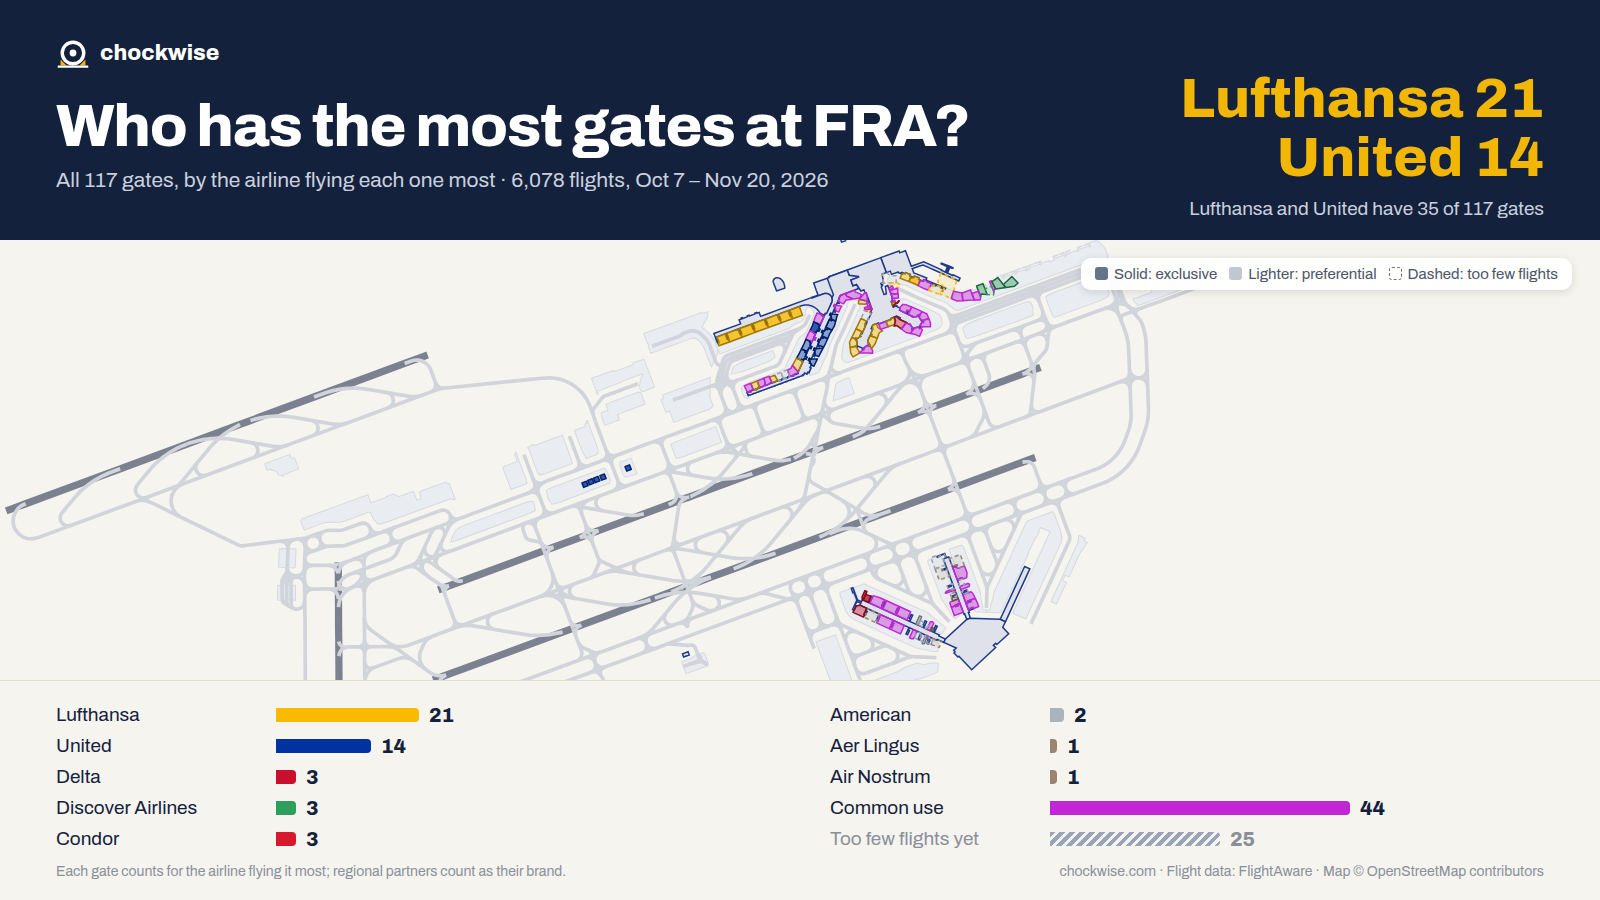 chockwise
Who has the most gates at FRA?
All 117 gates, by the airline flying each one most · 6,078 flights, Oct 7 – Nov 20, 2026
Lufthansa 21
United 14
Lufthansa and United have 35 of 117 gates
Solid: exclusive Lighter: preferential Dashed: too few flights
Lufthansa 21
United 14
Delta 3
Discover Airlines 3
Condor 3
American 2
Aer Lingus 1
Air Nostrum 1
Common use 44
Too few flights yet 25
Each gate counts for the airline flying it most; regional partners count as their brand.
chockwise.com · Flight data: FlightAware · Map © OpenStreetMap contributors